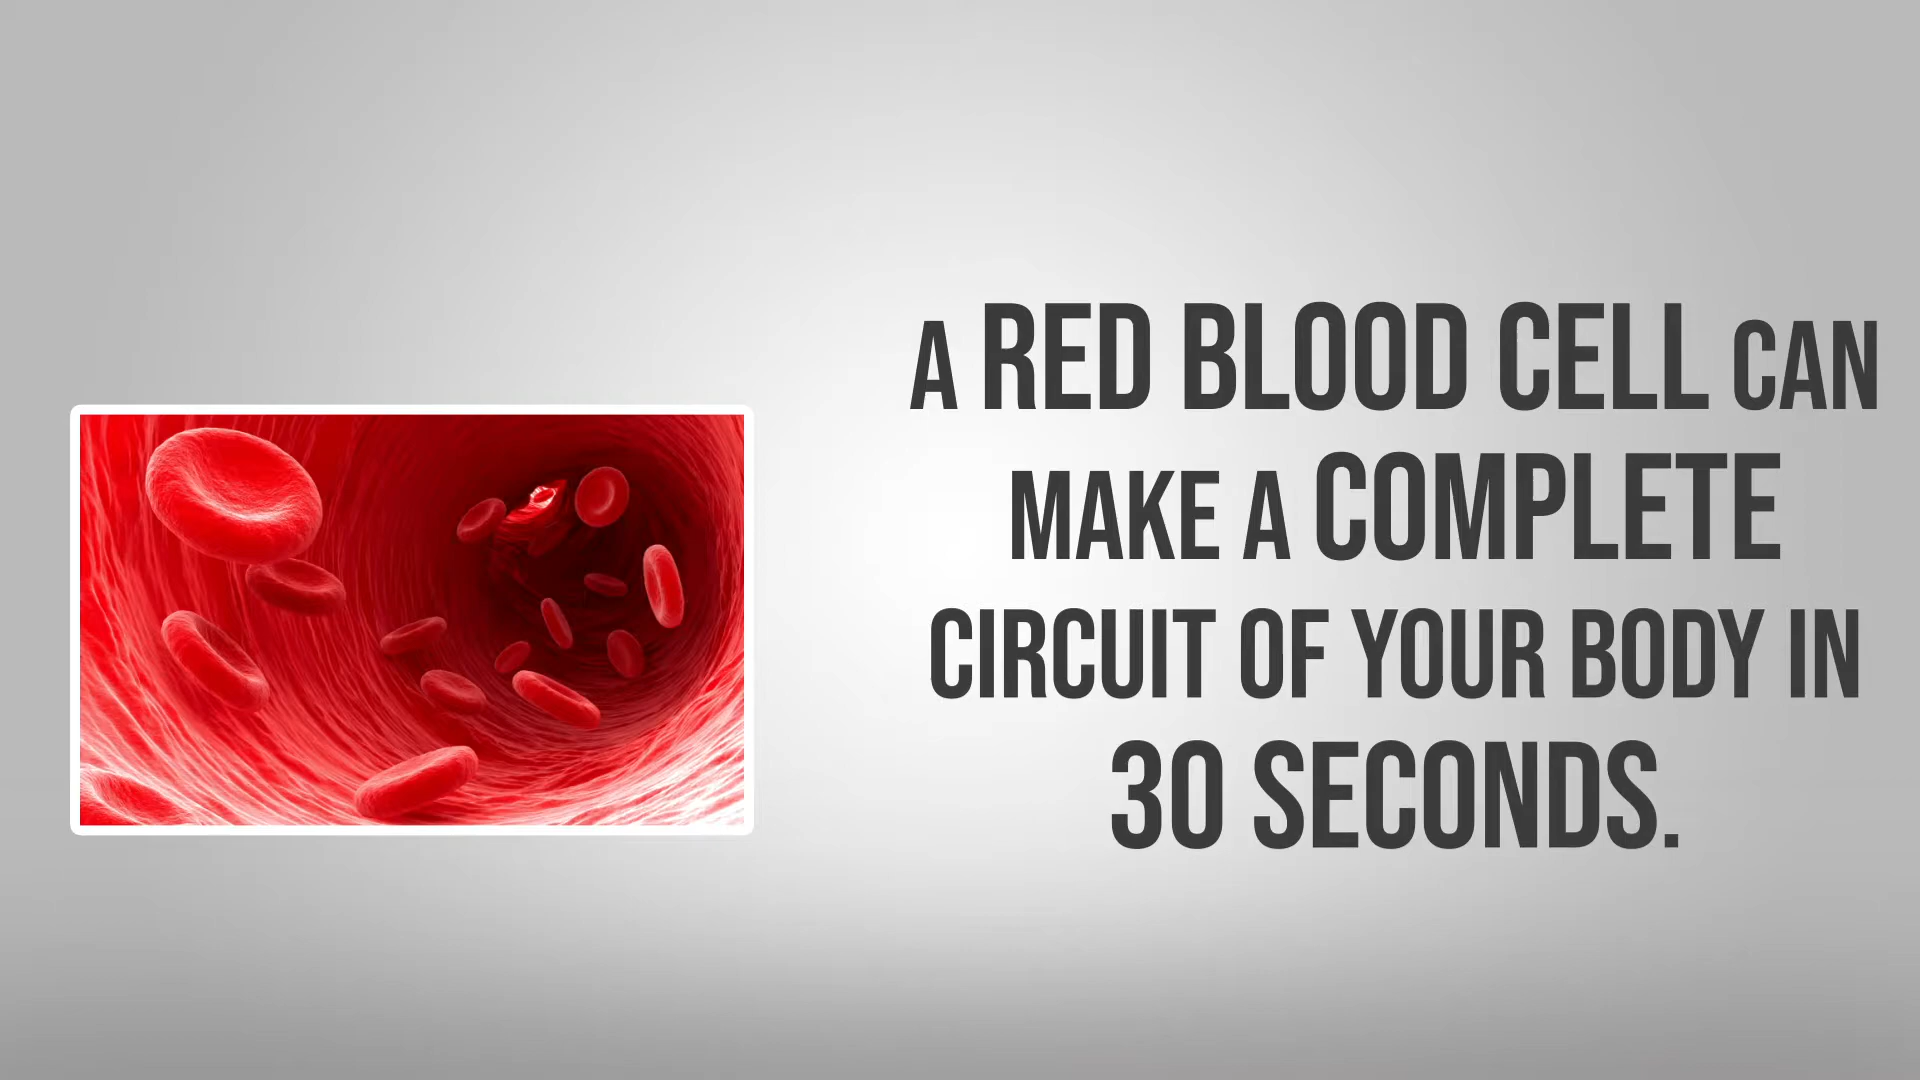 A RED BLOOD CELL CAN
MAKE A COMPLETE
CIRCUIT OF YOUR BODY IN
30 SECONDS.